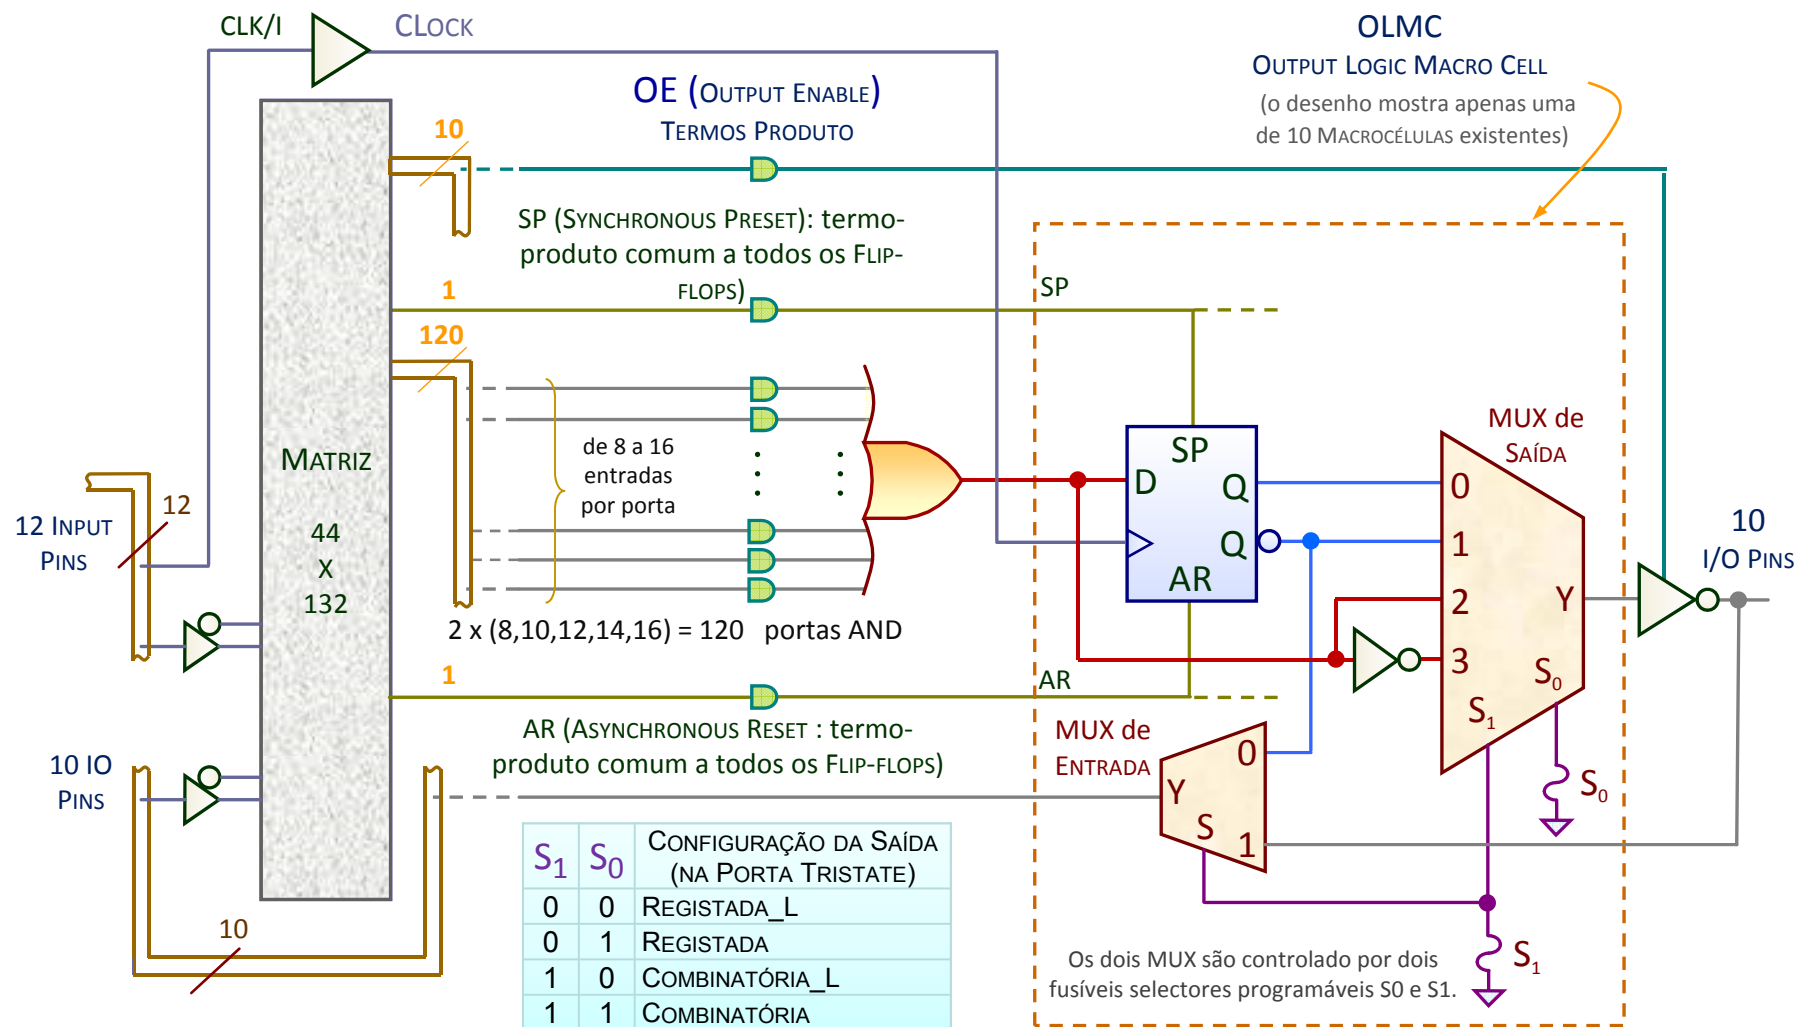 CLK/I
CLOCK
OLMC
OUTPUT LOGIC MACRO CELL
(o desenho mostra apenas uma
de 10 MACROCÉLULAS existentes)
OE (OUTPUT ENABLE)
TERMOS PRODUTO
10
SP (SYNCHRONOUS PRESET): termo-
produto comum a todos os FLIP-
FLOPS)
1
SP
120
MATRIZ
44
X
132
de 8 a 16
entradas
por porta
2 x (8,10,12,14,16) = 120 portas AND
12 INPUT
PINS
12
SP
D
Q
Q
AR
MUX de
SAÍDA
0
1
2
3
Y
S0
S1
10
I/O PINS
1
AR
AR (ASYNCHRONOUS RESET : termo-
produto comum a todos os FLIP-FLOPS)
MUX de
ENTRADA
0
Y
S
1
S0
S1
10 IO
PINS
10
S1 S0 CONFIGURAÇÃO DA SAÍDA
(NA PORTA TRISTATE)
0 0 REGISTADA_L
0 1 REGISTADA
1 0 COMBINATÓRIA_L
1 1 COMBINATÓRIA
Os dois MUX são controlado por dois
fusíveis selectores programáveis S0 e S1.